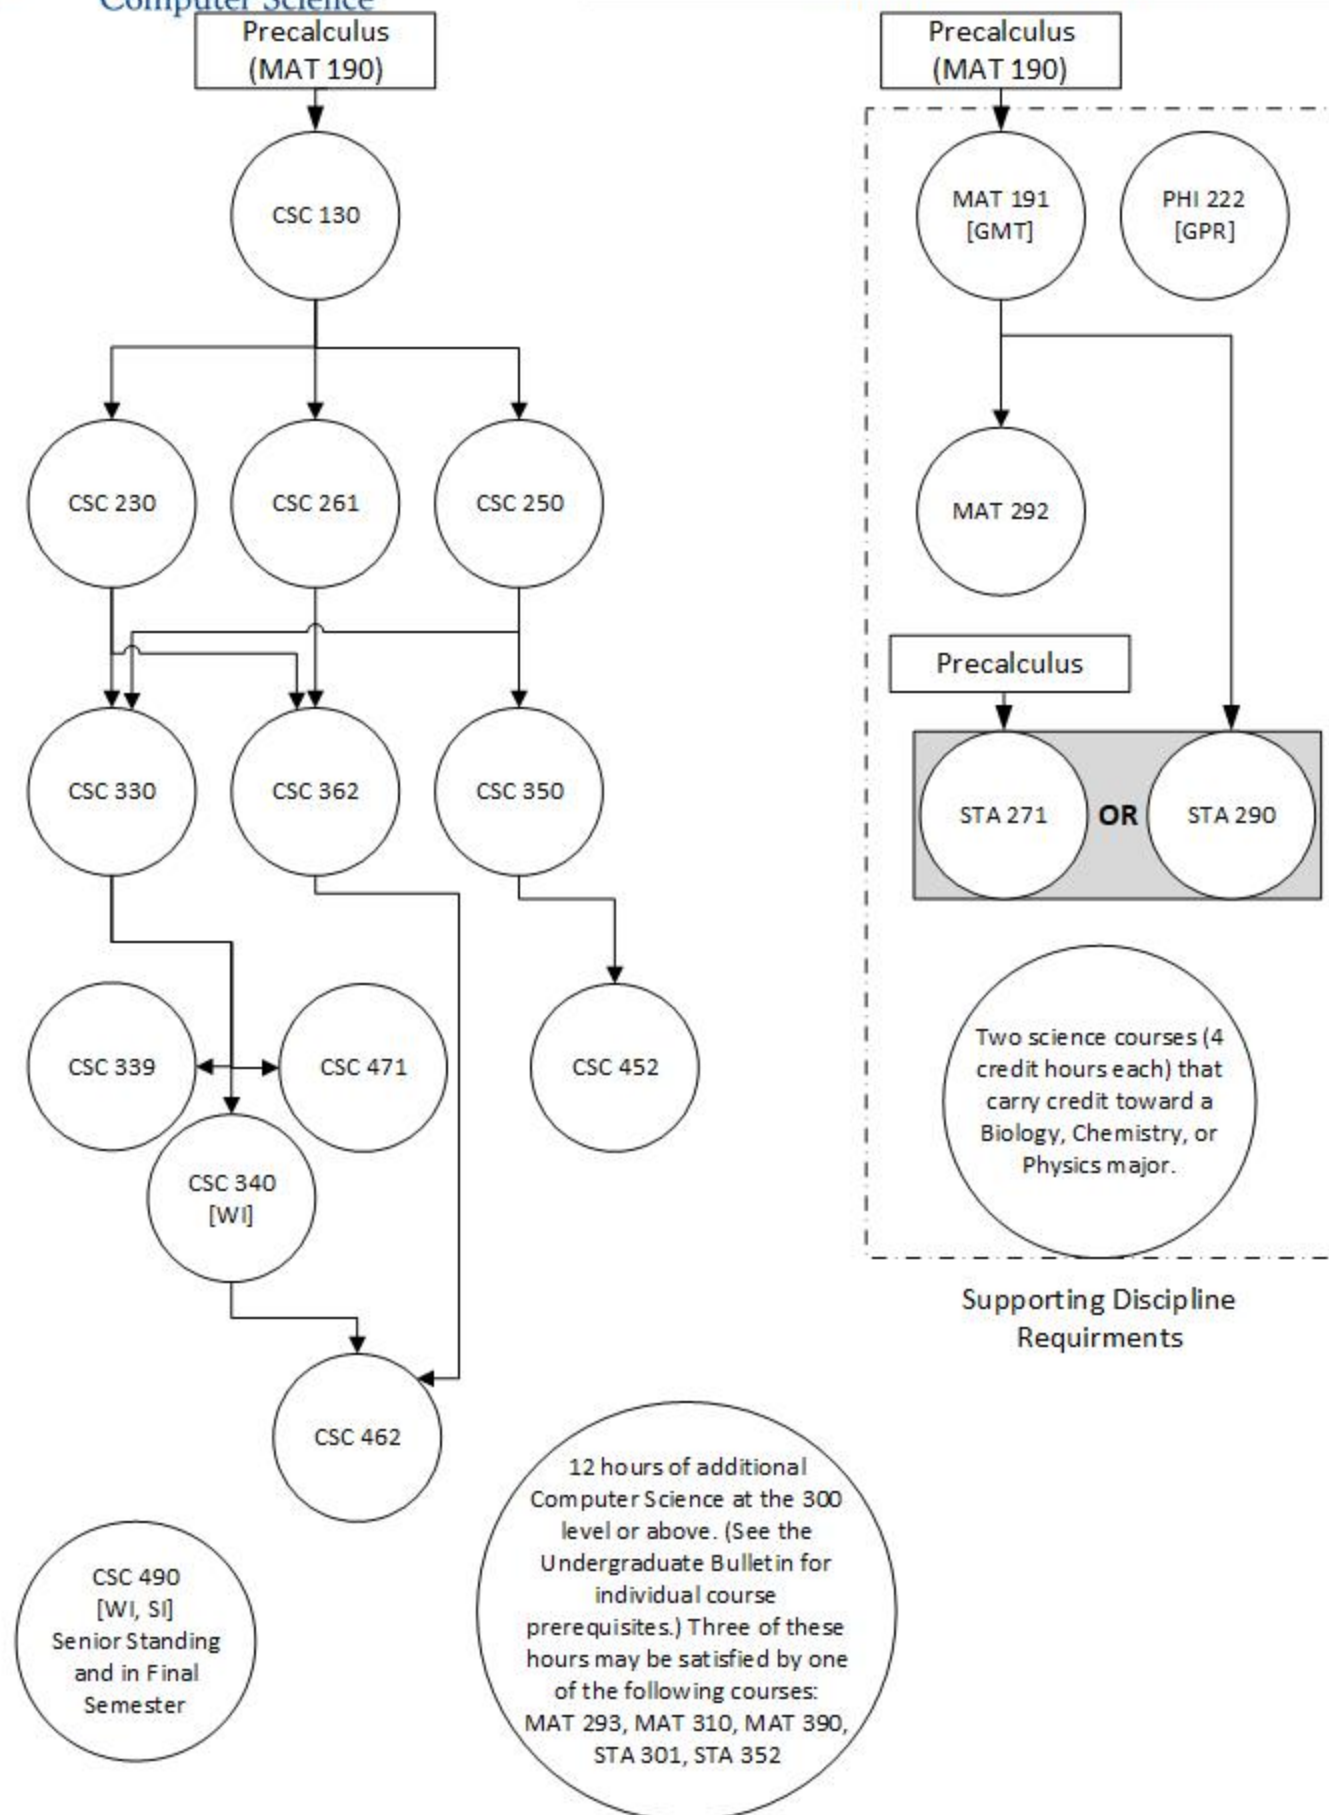 Computer Science
Precalculus
(MAT 190)
CSC 130
CSC 230
CSC 261
CSC 250
CSC 330
CSC 362
CSC 350
CSC 339
CSC 471
CSC 452
CSC 340
[WI]
CSC 462
CSC 490
[WI, SI]
Senior Standing
and in Final
Semester
12 hours of additional
Computer Science at the 300
level or above. (See the
Undergraduate Bulletin for
individual course
prerequisites.) Three of these
hours may be satisfied by one
of the following courses:
MAT 293, MAT 310, MAT 390,
STA 301, STA 352
Precalculus
(MAT 190)
MAT 191
[GMT]
PHI 222
[GPR]
MAT 292
Precalculus
STA 271
OR
STA 290
Two science courses (4
credit hours each) that
carry credit toward a
Biology, Chemistry, or
Physics major.
Supporting Discipline
Requirments